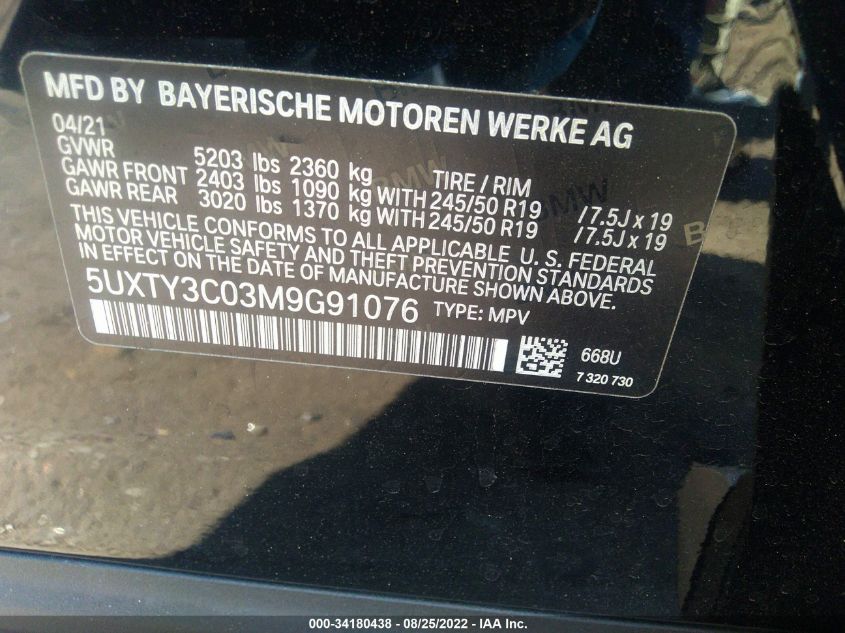 MFD BY BAYERISCHE MOTOREN WERKE AG
04/21
GVWR 5203 lbs 2360 kg TIRE / RIM
GAWR FRONT 2403 lbs 1090 kg WITH 245/50 R19 /7.5J x 19
GAWR REAR 3020 lbs 1370 kg WITH 245/50 R19 /7.5J x 19
THIS VEHICLE CONFORMS TO ALL APPLICABLE U. S. FEDERAL
MOTOR VEHICLE SAFETY AND THEFT PREVENTION STANDARDS
IN EFFECT ON THE DATE OF MANUFACTURE SHOWN ABOVE.
5UXTY3C03M9G91076 TYPE: MPV
668U
7 320 730
000-34180438 - 08/25/2022 - IAA Inc.